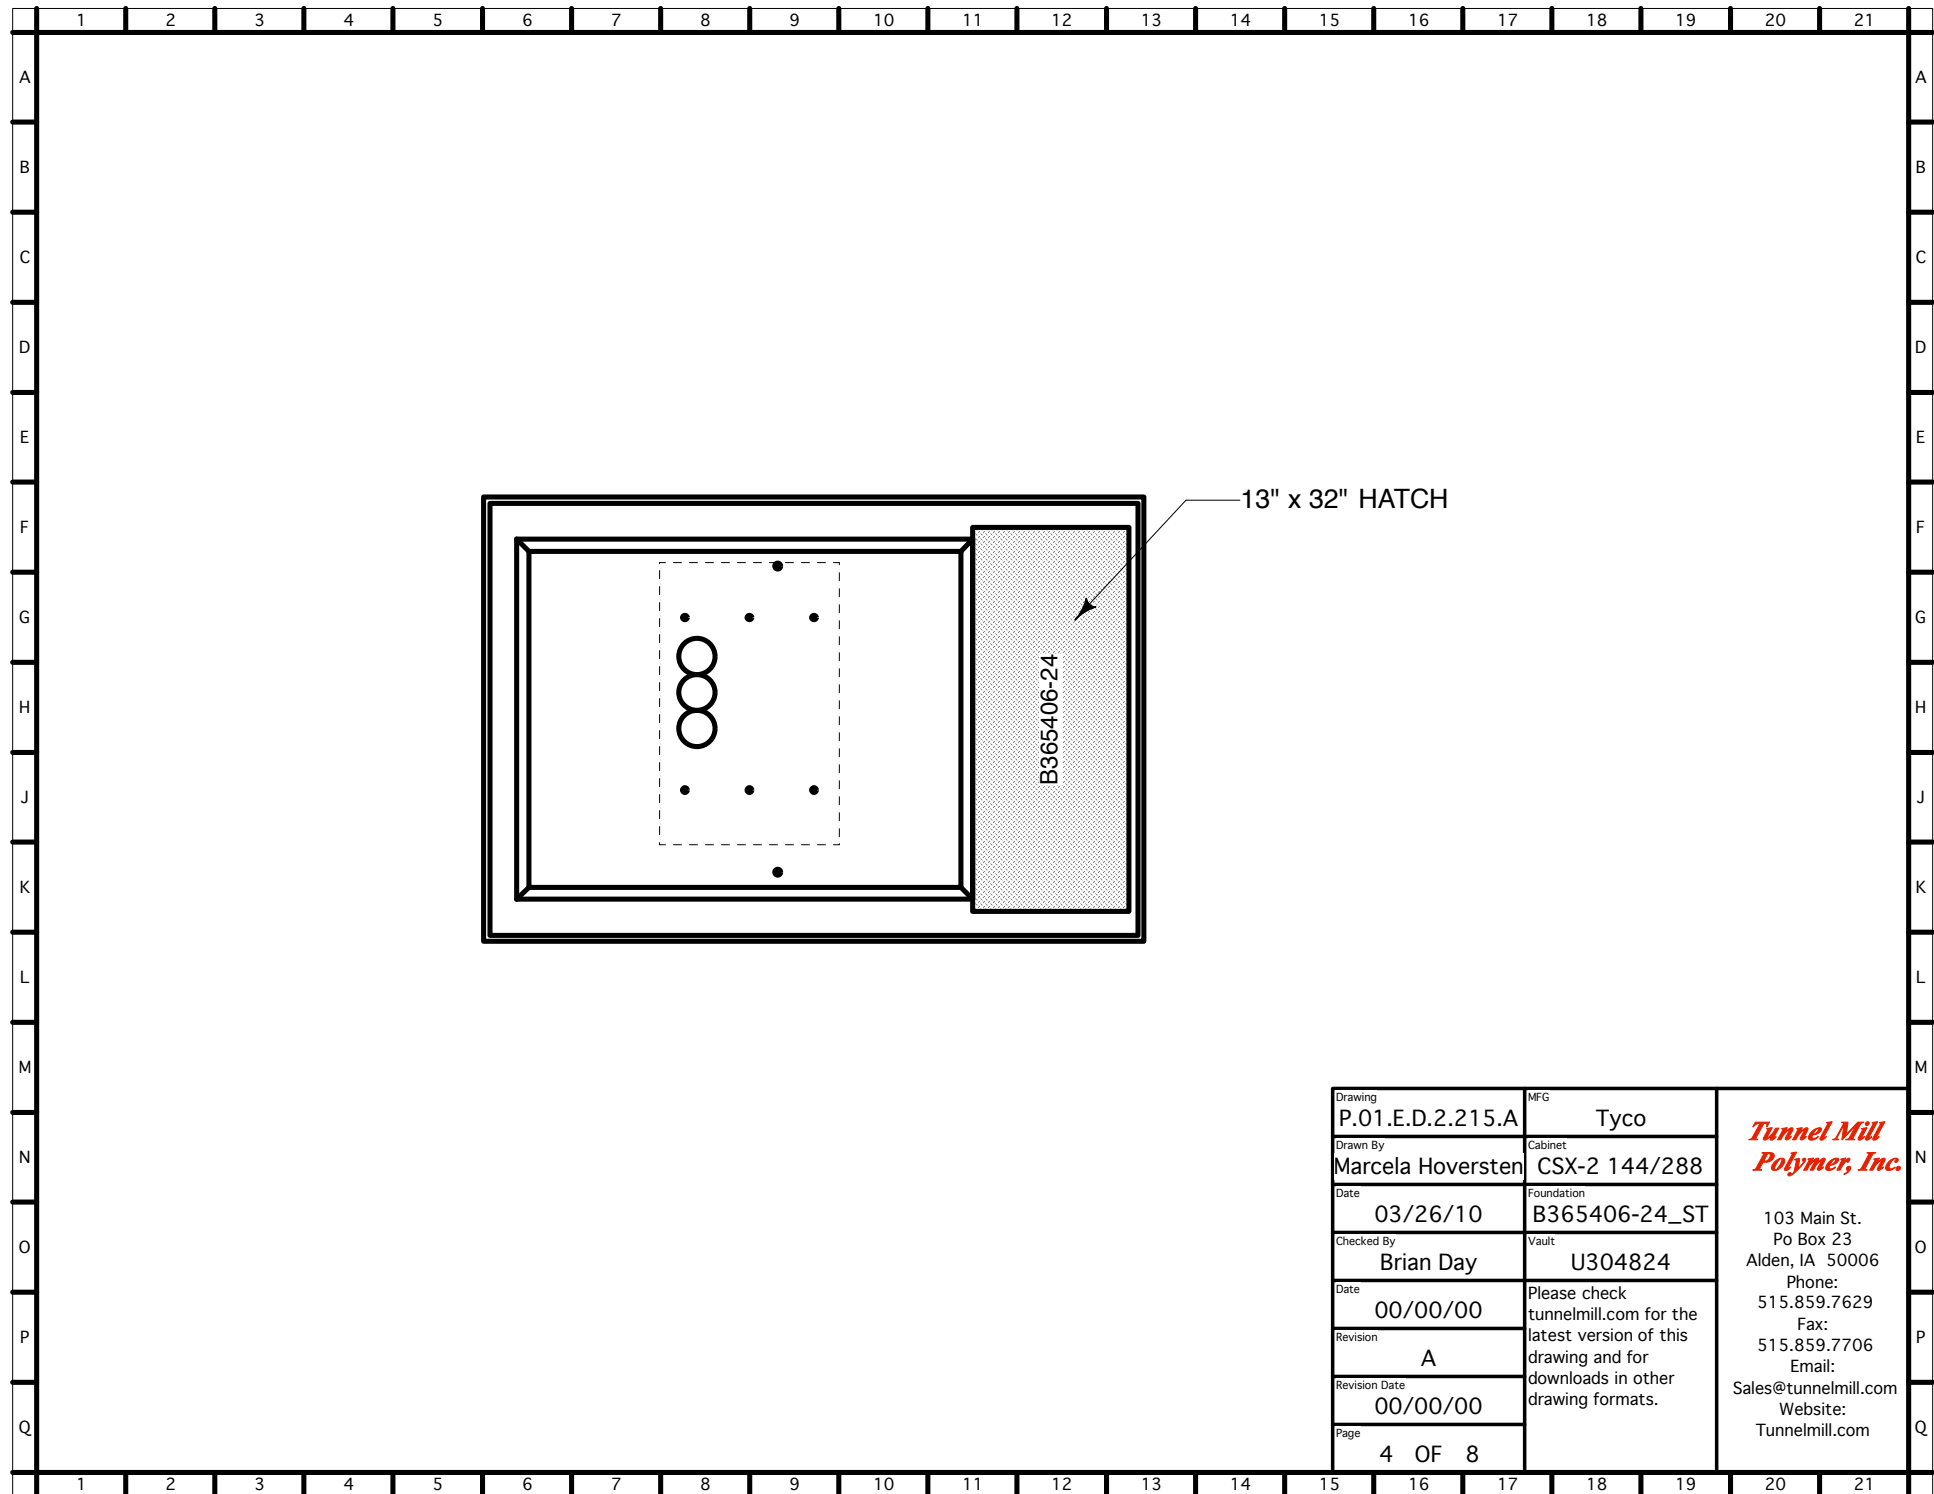 1 2 3 4 5 6 7 8 9 10 11 12 13 14 15 16 17 18 19 20 21
A A
B B
C C
D D
E E
F F
G G
H H
J J
K K
L L
M M
N N
O O
P P
Q Q
13" x 32" HATCH
B365406-24
Drawing
P.01.E.D.2.215.A
MFG
Tyco
Drawn By
Marcela Hoversten
Cabinet
CSX-2 144/288
Date
03/26/10
Foundation
B365406-24_ST
Checked By
Brian Day
Vault
U304824
Date
00/00/00
Revision
A
Revision Date
00/00/00
Page
4 OF 8
Please check
tunnelmill.com for the
latest version of this
drawing and for
downloads in other
drawing formats.
Tunnel Mill
Polymer, Inc.
103 Main St.
Po Box 23
Alden, IA 50006
Phone:
515.859.7629
Fax:
515.859.7706
Email:
Sales@tunnelmill.com
Website:
Tunnelmill.com
1 2 3 4 5 6 7 8 9 10 11 12 13 14 15 16 17 18 19 20 21